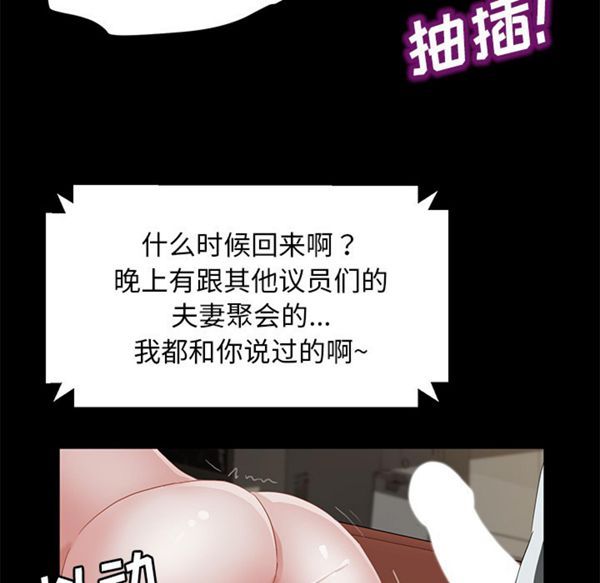 抽插!
什么时候回来啊？
晚上有跟其他议员们的
夫妻聚会的...
我都和你说过的啊~
动